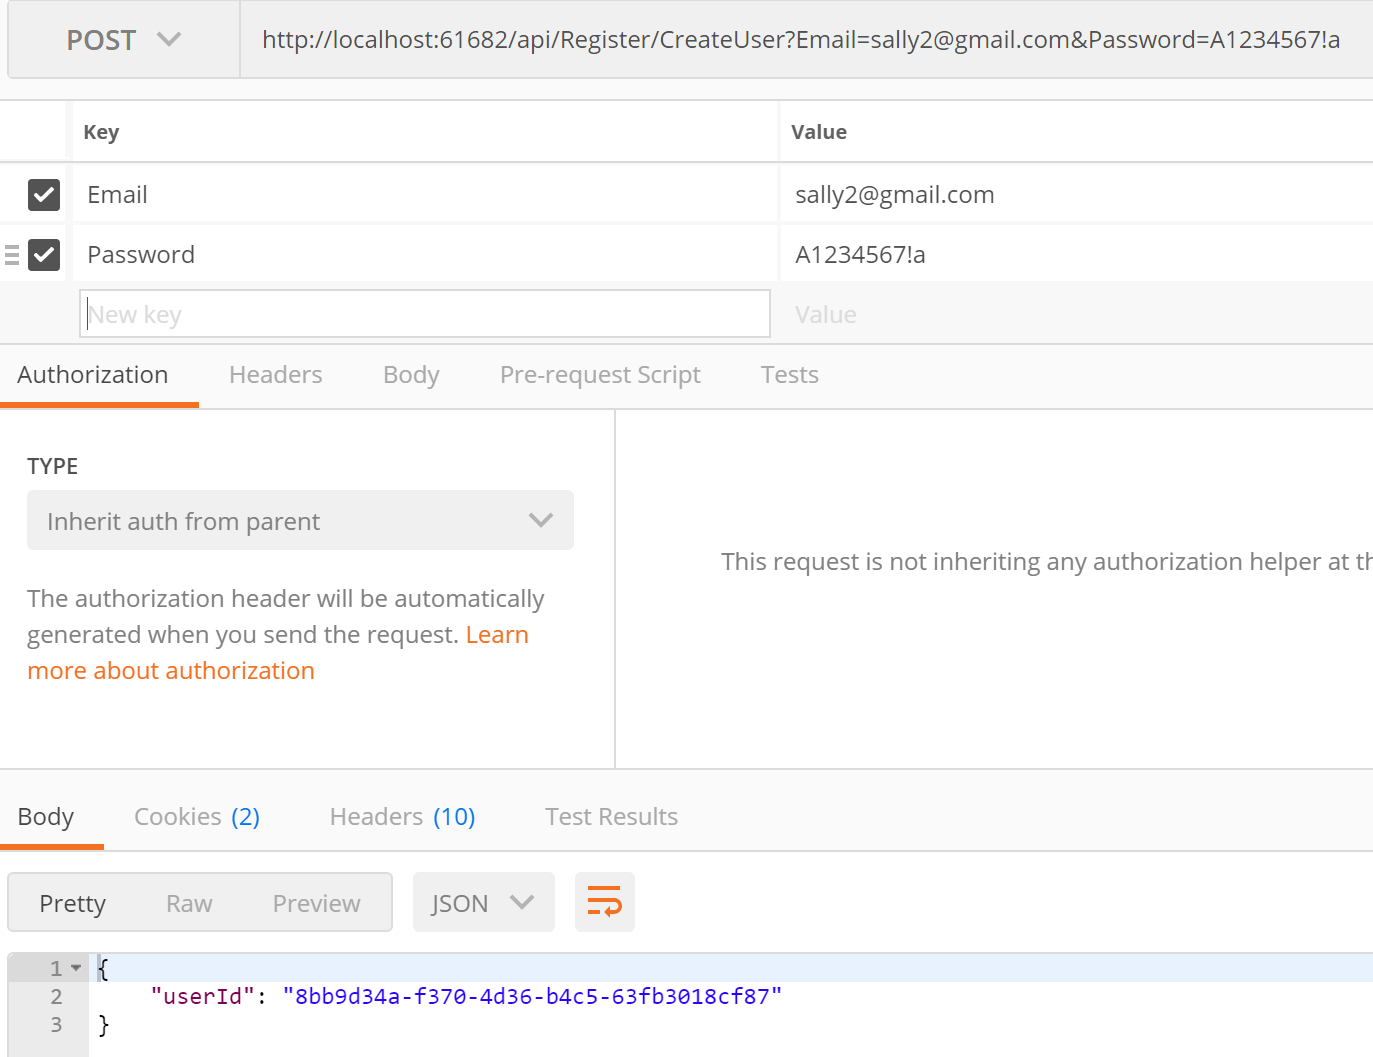 POST http://localhost:61682/api/Register/CreateUser?Email=sally2@gmail.com&Password=A1234567!a
Key Value
Email sally2@gmail.com
Password A1234567!a
New key Value
Authorization Headers Body Pre-request Script Tests
TYPE
Inherit auth from parent
The authorization header will be automatically
generated when you send the request. Learn
more about authorization
This request is not inheriting any authorization helper at th
Body Cookies (2) Headers (10) Test Results
Pretty Raw Preview JSON
1 {
2 "userId": "8bb9d34a-f370-4d36-b4c5-63fb3018cf87"
3 }